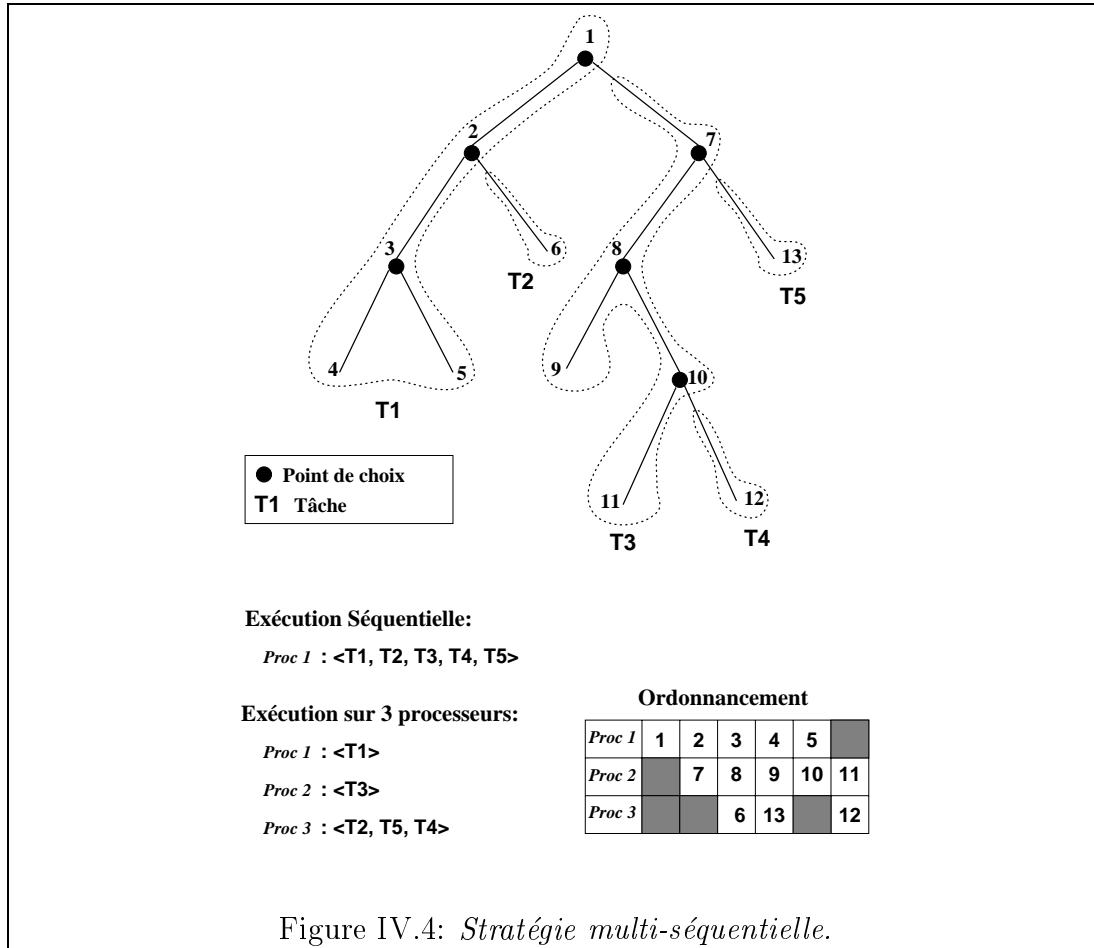 1
2
7
3
6
8
13
T2
T5
4
5
9
10
T1
Point de choix
T1 Tâche
11
12
T3
T4
Exécution Séquentielle:
Proc 1 : <T1, T2, T3, T4, T5>
Exécution sur 3 processeurs:
Proc 1 : <T1>
Proc 2 : <T3>
Proc 3 : <T2, T5, T4>
Ordonnancement
Proc 1 1 2 3 4 5
Proc 2 7 8 9 10 11
Proc 3 6 13 12
Figure IV.4: Stratégie multi-séquentielle.